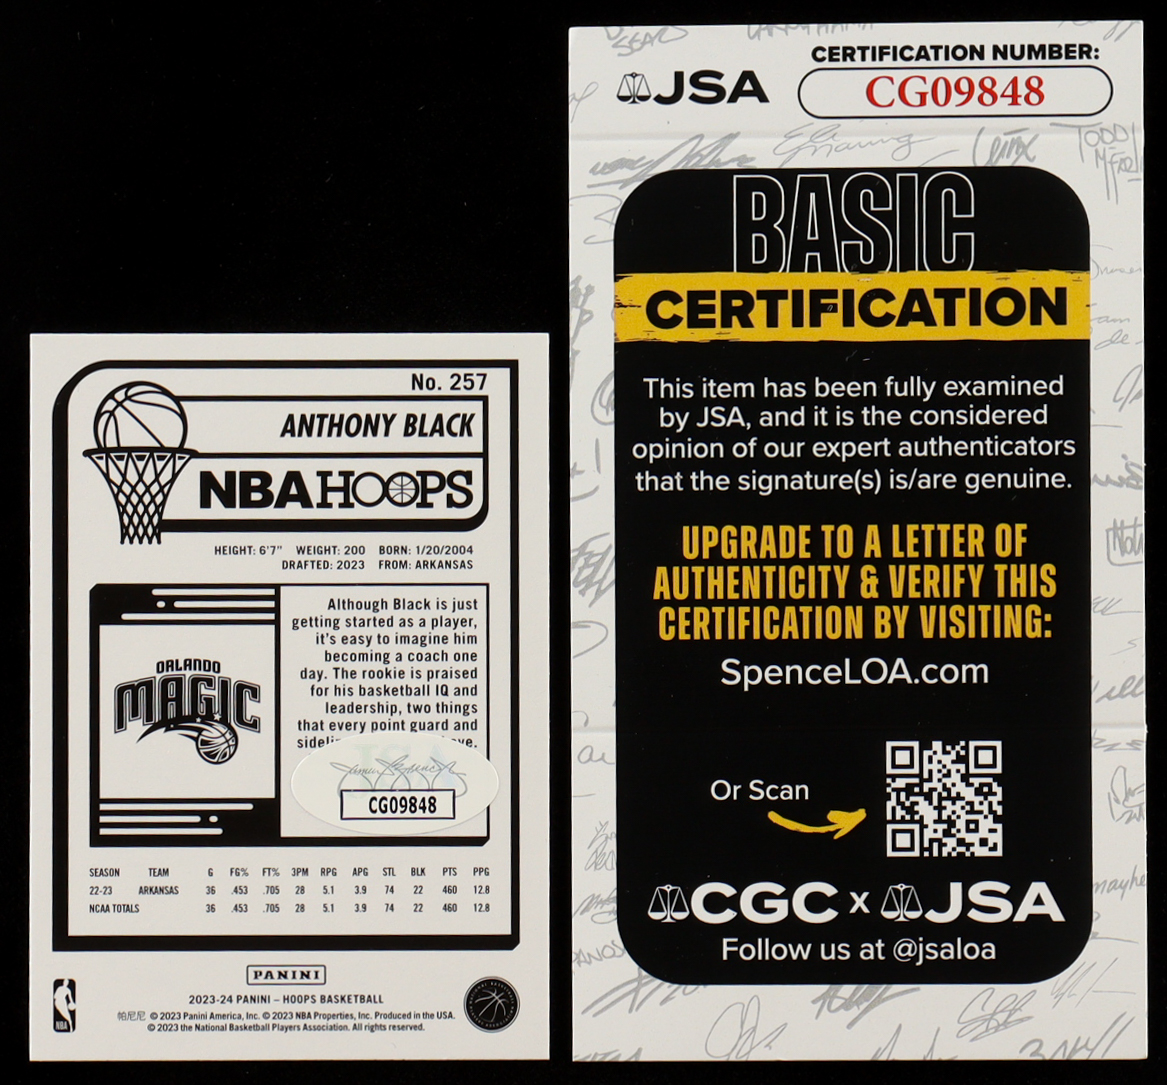 No. 257
ANTHONY BLACK
NBA HOOPS
HEIGHT: 6'7" WEIGHT: 200 BORN: 1/20/2004
DRAFTED: 2023 FROM: ARKANSAS
Although Black is just
getting started as a player,
it's easy to imagine him
becoming a coach one
day. The rookie is praised
for his basketball IQ and
leadership, two things
that every point guard and
ORLANDO
MAGIC
JSA
CG09848
SEASON TEAM G FG% FT% 3PM RPG APG STL BLK PTS PPG
22-23 ARKANSAS 36 .453 .705 28 5.1 3.9 74 22 460 12.8
NCAA TOTALS 36 .453 .705 28 5.1 3.9 74 22 460 12.8
PANINI
2023-24 PANINI – HOOPS BASKETBALL
帕尼尼 © 2023 Panini America, Inc. © 2023 NBA Properties, Inc. Produced in the USA.
© 2023 the National Basketball Players Association. All rights reserved.
NBA
JSA
CERTIFICATION NUMBER:
CG09848
BASIC
CERTIFICATION
This item has been fully examined
by JSA, and it is the considered
opinion of our expert authenticators
that the signature(s) is/are genuine.
UPGRADE TO A LETTER OF
AUTHENTICITY & VERIFY THIS
CERTIFICATION BY VISITING:
SpenceLOA.com
Or Scan
CGC x JSA
Follow us at @jsaloa